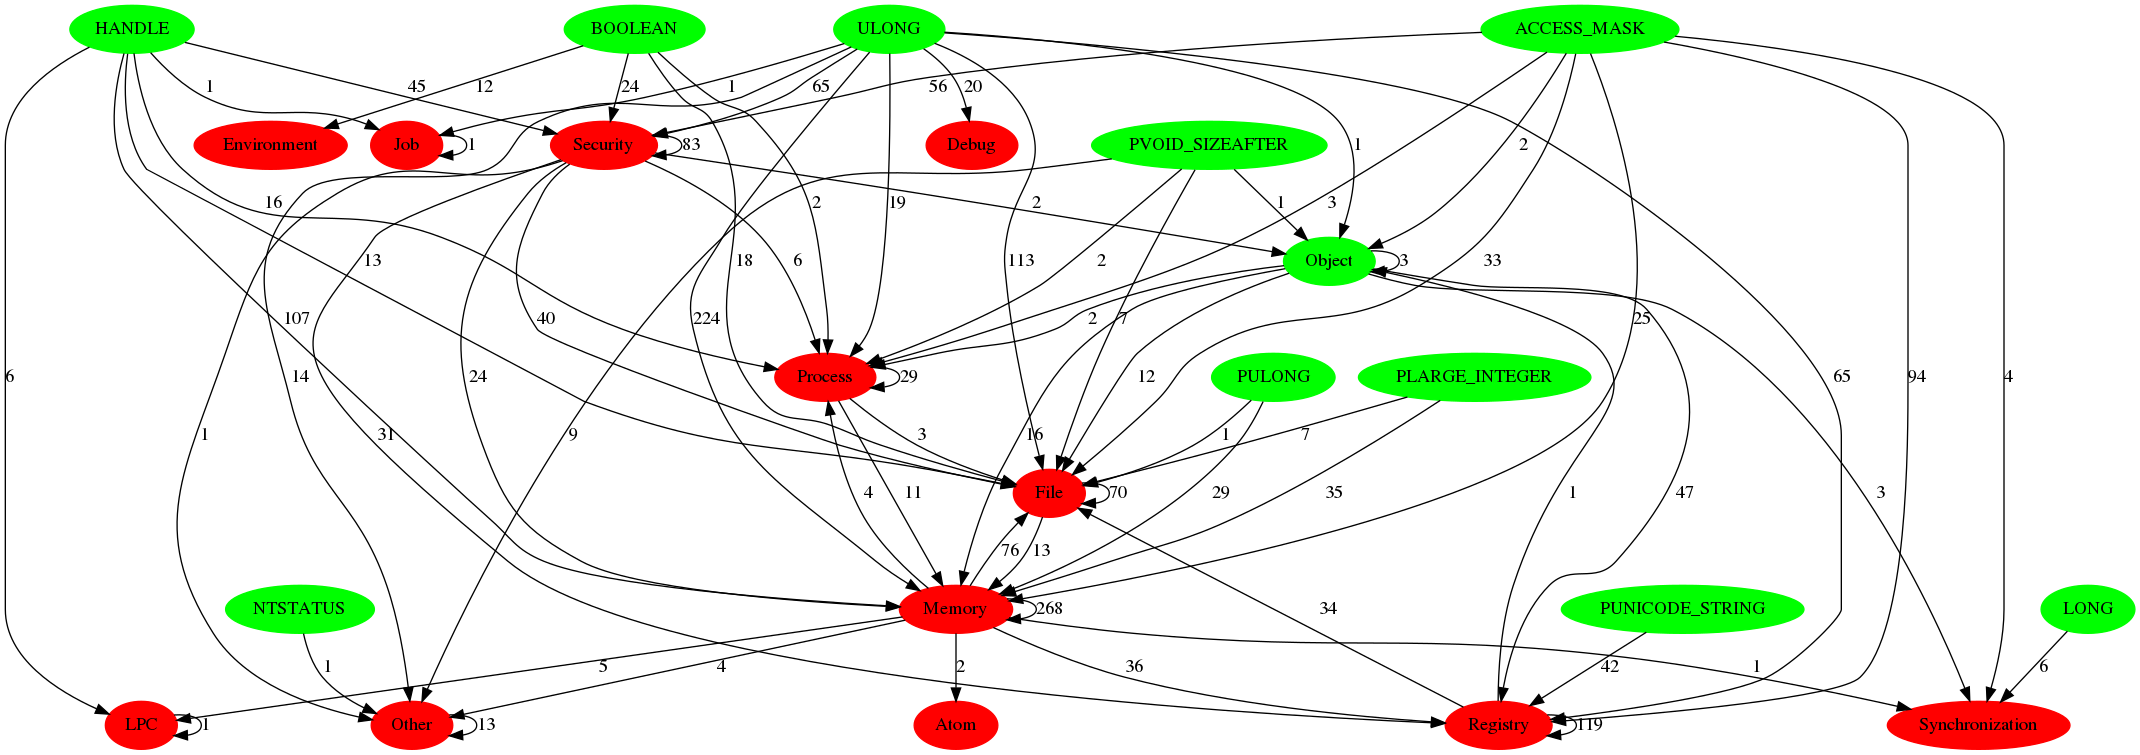 HANDLE BOOLEAN ULONG ACCESS_MASK
1 45 12 24 1 65 20 56
Environment Job 1 Security 83 Debug PVOID_SIZEAFTER 1 2
16 2 19 2 1 3
13 107 40 6 18 224 113 2 2 7 Object 3 33 25
6 1 14 31 24 9 Process 29 12 PULONG PLARGE_INTEGER 65 94 4
3 16 1 7
11 4 File 70 29 35 1 47 3
76 13
NTSTATUS Memory 268 34 PUNICODE_STRING LONG
1 5 4 2 36 42 1 6
LPC 1 Other 13 Atom Registry 119 Synchronization